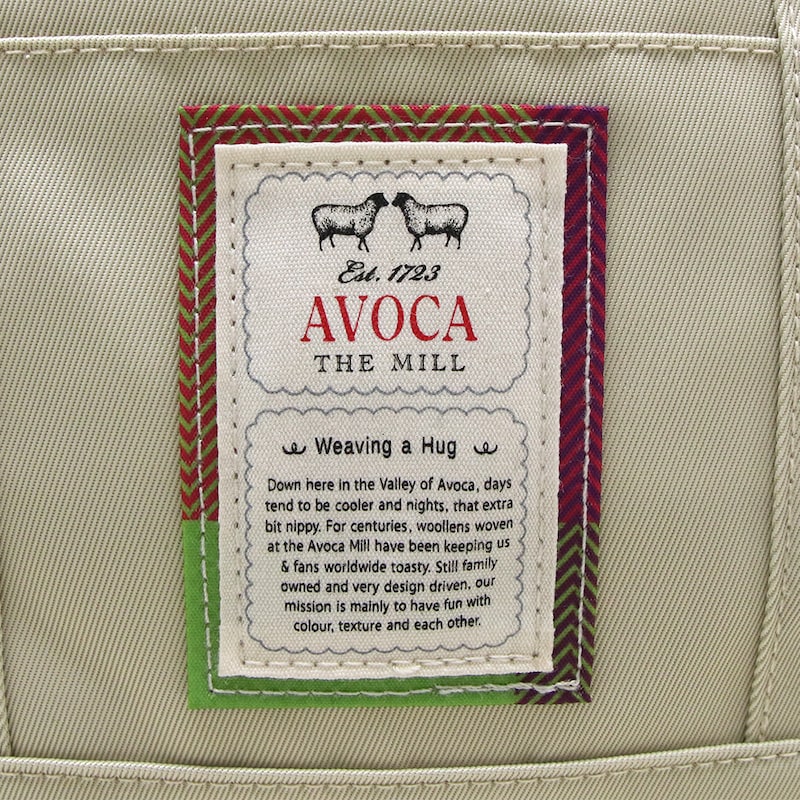 Est. 1723
AVOCA
THE MILL
Weaving a Hug
Down here in the Valley of Avoca, days
tend to be cooler and nights, that extra
bit nippy. For centuries, woollens woven
at the Avoca Mill have been keeping us
& fans worldwide toasty. Still family
owned and very design driven, our
mission is mainly to have fun with
colour, texture and each other.